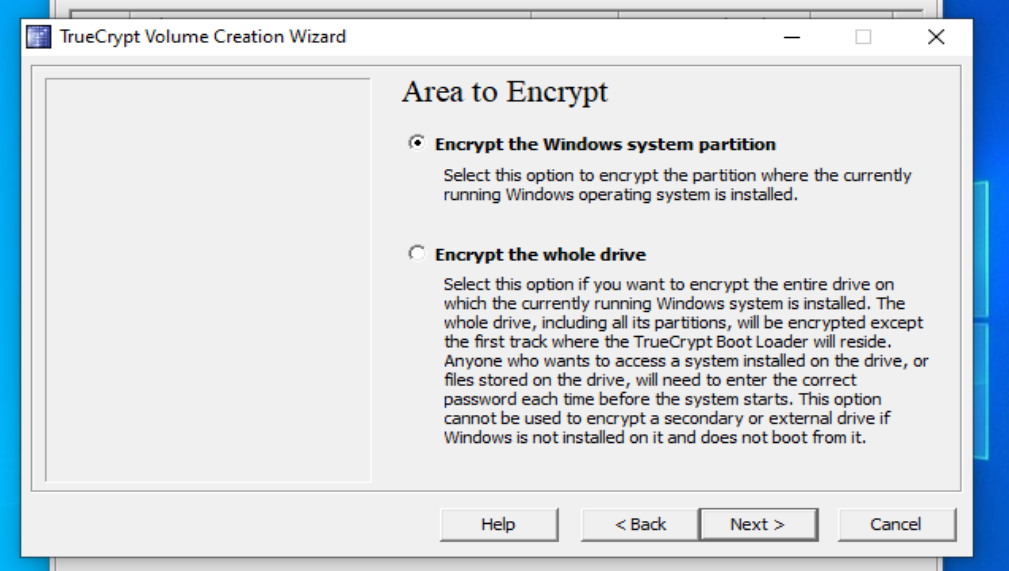 TrueCrypt Volume Creation Wizard
Area to Encrypt
Encrypt the Windows system partition
Select this option to encrypt the partition where the currently
running Windows operating system is installed.
Encrypt the whole drive
Select this option if you want to encrypt the entire drive on
which the currently running Windows system is installed. The
whole drive, including all its partitions, will be encrypted except
the first track where the TrueCrypt Boot Loader will reside.
Anyone who wants to access a system installed on the drive, or
files stored on the drive, will need to enter the correct
password each time before the system starts. This option
cannot be used to encrypt a secondary or external drive if
Windows is not installed on it and does not boot from it.
Help
< Back
Next >
Cancel